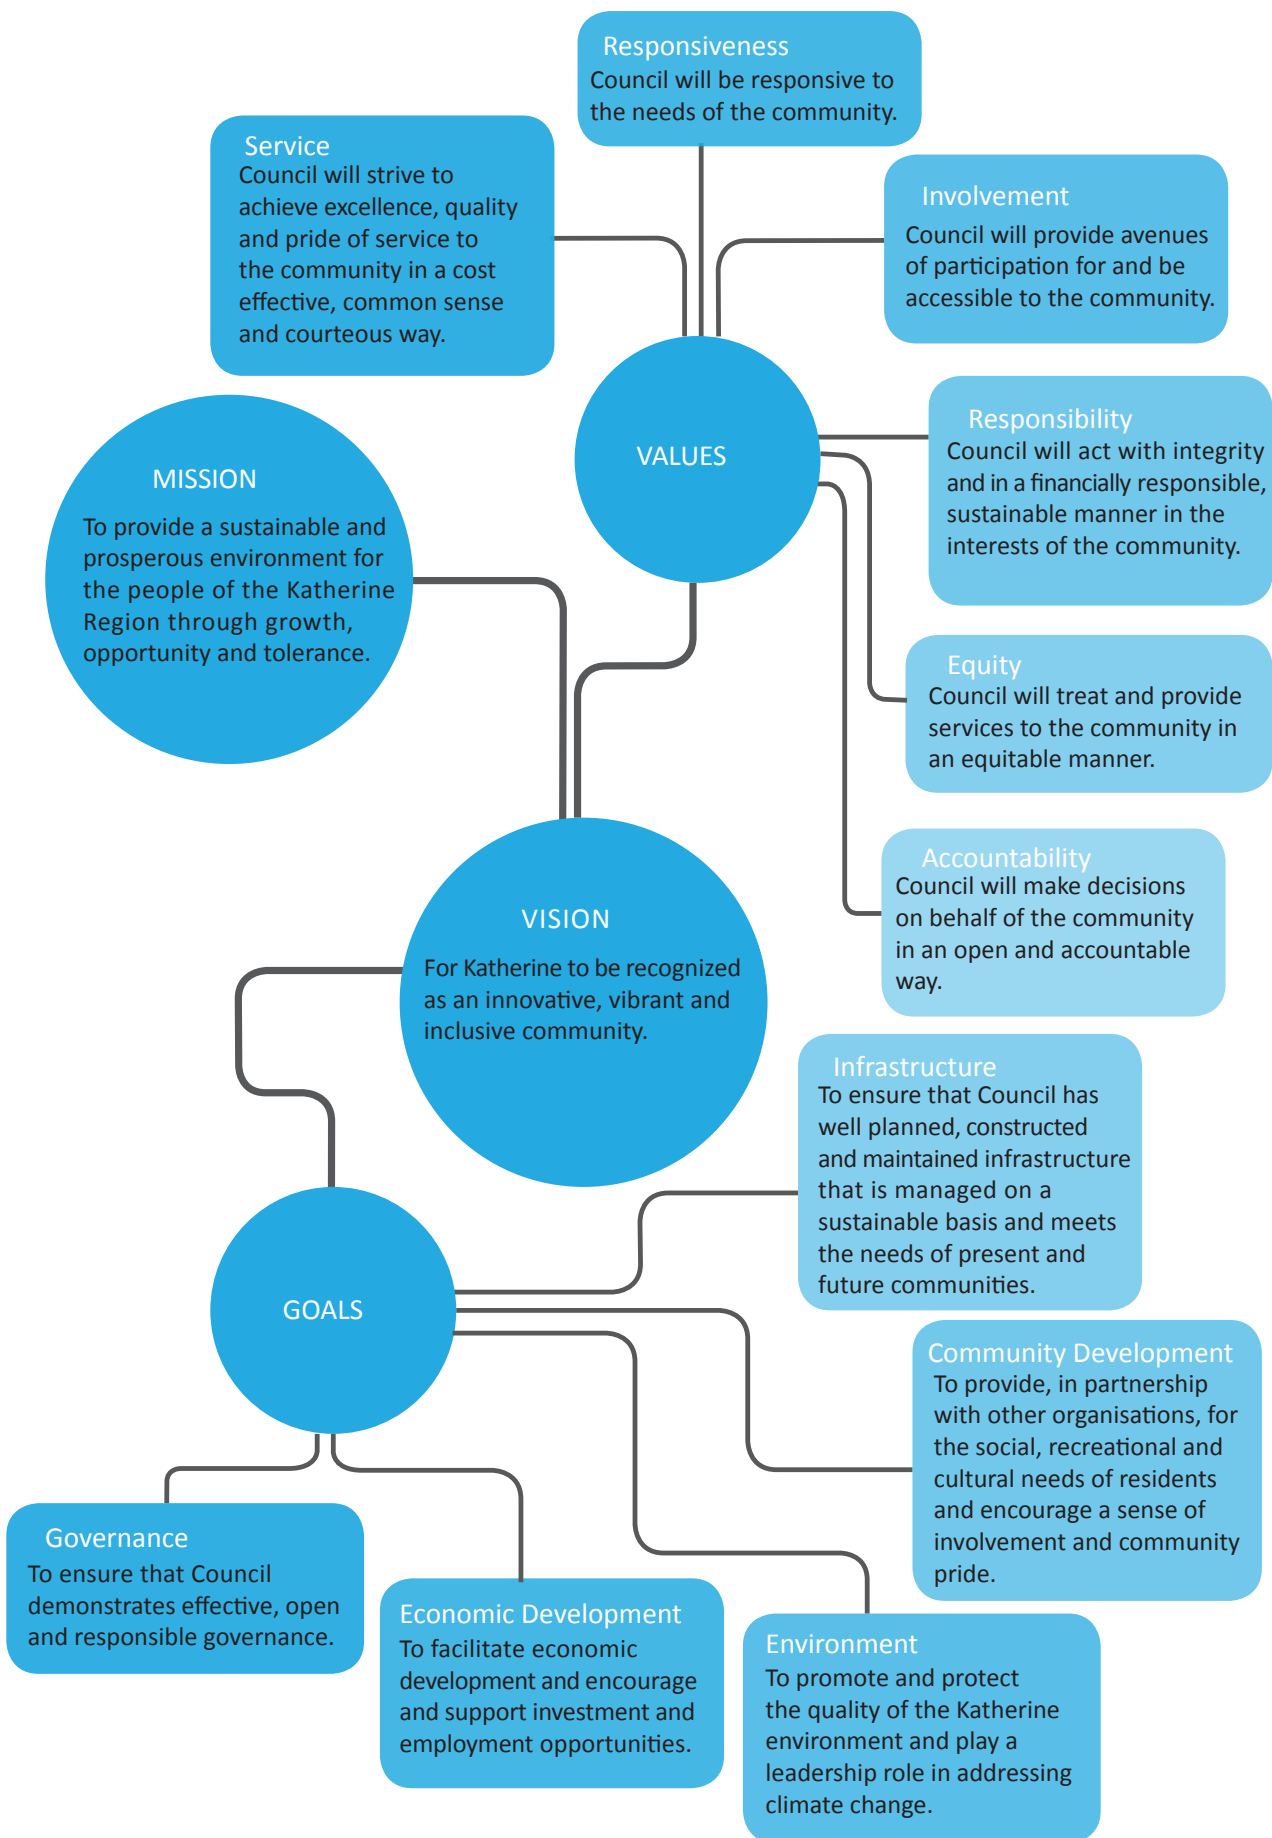 Responsiveness
Council will be responsive to
the needs of the community.
Service
Council will strive to
achieve excellence, quality
and pride of service to
the community in a cost
effective, common sense
and courteous way.
Involvement
Council will provide avenues
of participation for and be
accessible to the community.
VALUES
Responsibility
Council will act with integrity
and in a financially responsible,
sustainable manner in the
interests of the community.
MISSION
To provide a sustainable and
prosperous environment for
the people of the Katherine
Region through growth,
opportunity and tolerance.
Equity
Council will treat and provide
services to the community in
an equitable manner.
Accountability
Council will make decisions
on behalf of the community
in an open and accountable
way.
VISION
For Katherine to be recognized
as an innovative, vibrant and
inclusive community.
Infrastructure
To ensure that Council has
well planned, constructed
and maintained infrastructure
that is managed on a
sustainable basis and meets
the needs of present and
future communities.
GOALS
Community Development
To provide, in partnership
with other organisations, for
the social, recreational and
cultural needs of residents
and encourage a sense of
involvement and community
pride.
Governance
To ensure that Council
demonstrates effective, open
and responsible governance.
Economic Development
To facilitate economic
development and encourage
and support investment and
employment opportunities.
Environment
To promote and protect
the quality of the Katherine
environment and play a
leadership role in addressing
climate change.